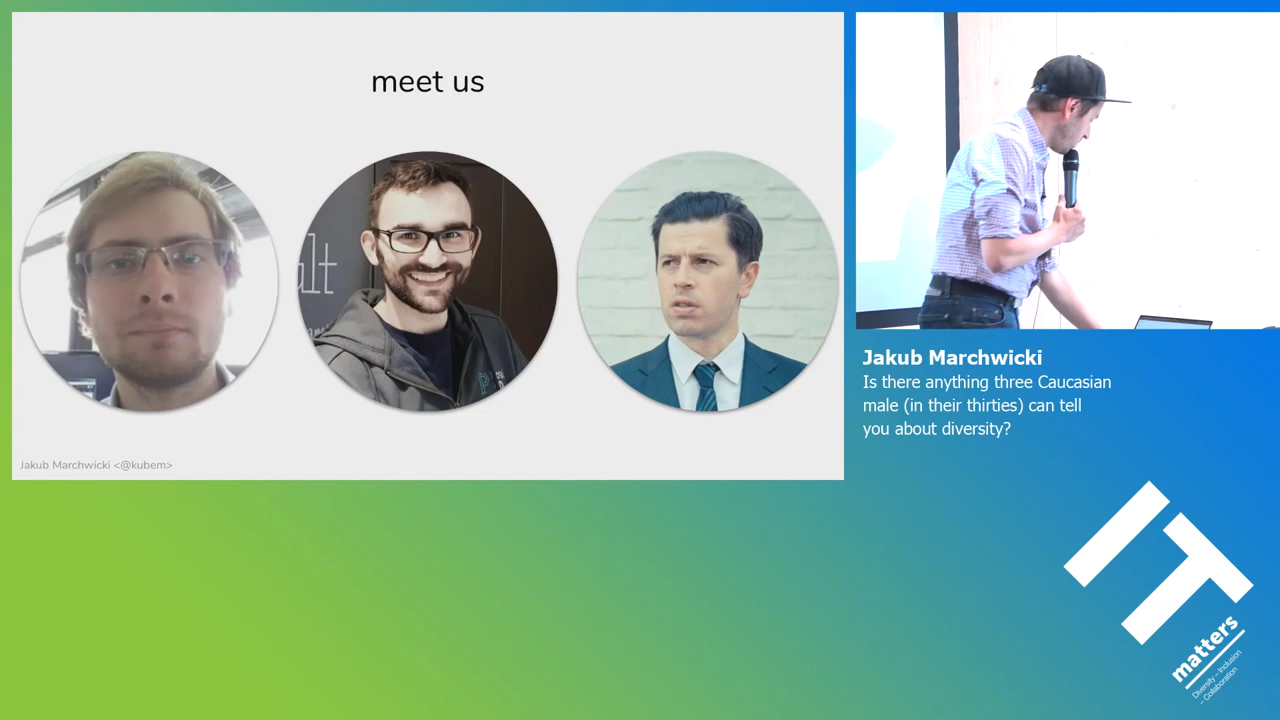 meet us
ult
Jakub Marchwicki <@kubem>
Jakub Marchwicki
Is there anything three Caucasian
male (in their thirties) can tell
you about diversity?
IT
matters
Diversity – Inclusion
– Collaboration